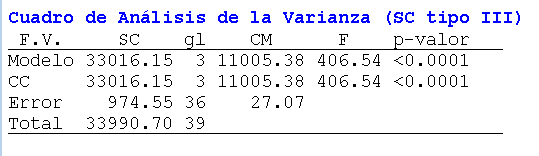 Cuadro de Análisis de la Varianza (SC tipo III)
F.V. SC gl CM F p-valor
Modelo 33016.15 3 11005.38 406.54 <0.0001
CC 33016.15 3 11005.38 406.54 <0.0001
Error 974.55 36 27.07
Total 33990.70 39